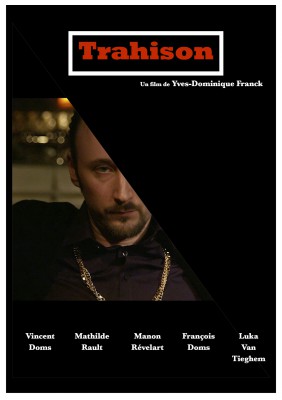 Trahison
Un film de Yves-Dominique Franck
Vincent Mathilde Manon François Luka
Doms Rault Révelart Doms Van
Tieghem